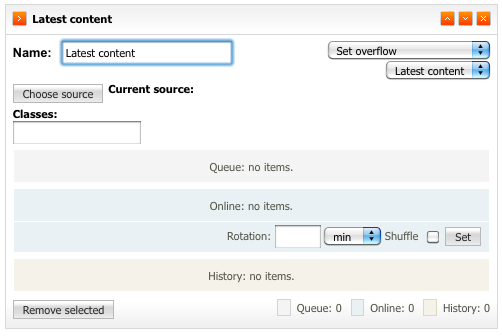 Latest content
Name: Latest content Set overflow
Latest content
Choose source Current source:
Classes:
Queue: no items.
Online: no items.
Rotation: min Shuffle Set
History: no items.
Remove selected Queue: 0 Online: 0 History: 0